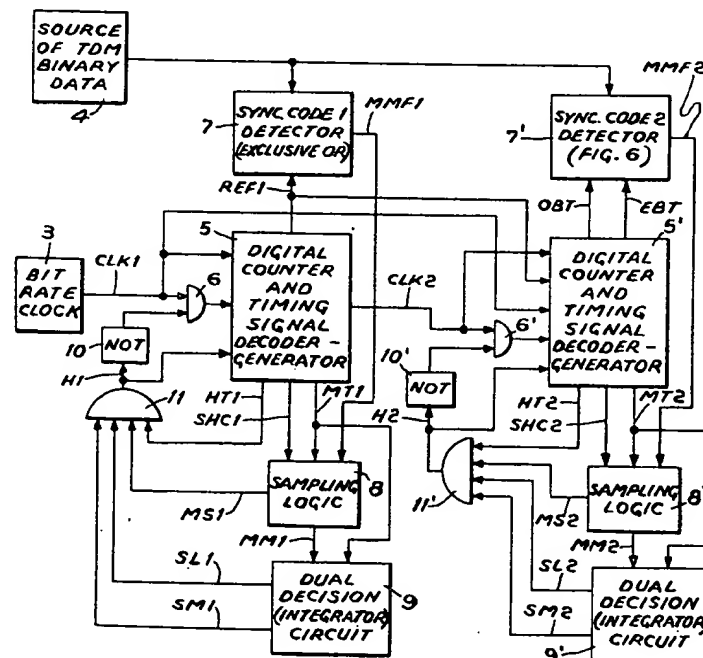 SOURCE
OF TDM
BINARY
DATA
4
7
SYNC. CODE 1
DETECTOR
(EXCLUSIVE OR)
MMF1
REF1
MMF2
7'
SYNC. CODE 2
DETECTOR
(FIG. 6)
OBT
EBT
5'
3
BIT
RATE
CLOCK
CLK1
6
10
NOT
H1
11
5
DIGITAL
COUNTER
AND
TIMING
SIGNAL
DECODER-
GENERATOR
CLK2
6'
10'
NOT
H2
DIGITAL
COUNTER
AND
TIMING
SIGNAL
DECODER-
GENERATOR
HT1
SHC1
MT1
HT2
SHC2
MT2
11'
SAMPLING
LOGIC
8
MS1
MM1
MS2
SAMPLING
LOGIC
8'
MM2
SL1
SM1
DUAL
DECISION
(INTEGRATOR)
CIRCUIT
9
SL2
SM2
DUAL
DECISION
(INTEGRATOR)
CIRCUIT
9'